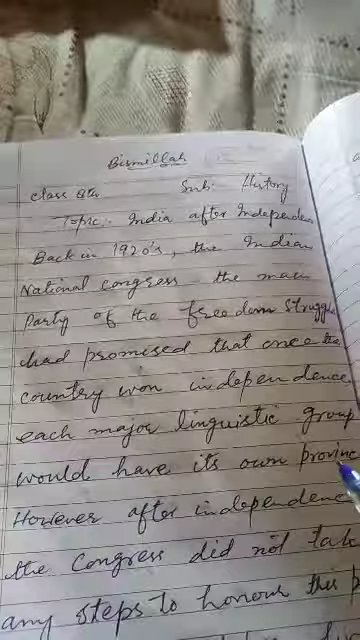 Bismillah
Class 8th Sub: History
Topic: India after Independen
Back in 1920's, the Indian
National congress the main
Party of the freedom struggle
had promised that once the
country won independence
each major linguistic group
would have its own provinc
However after independence
the Congress did not take
any steps to honour this p